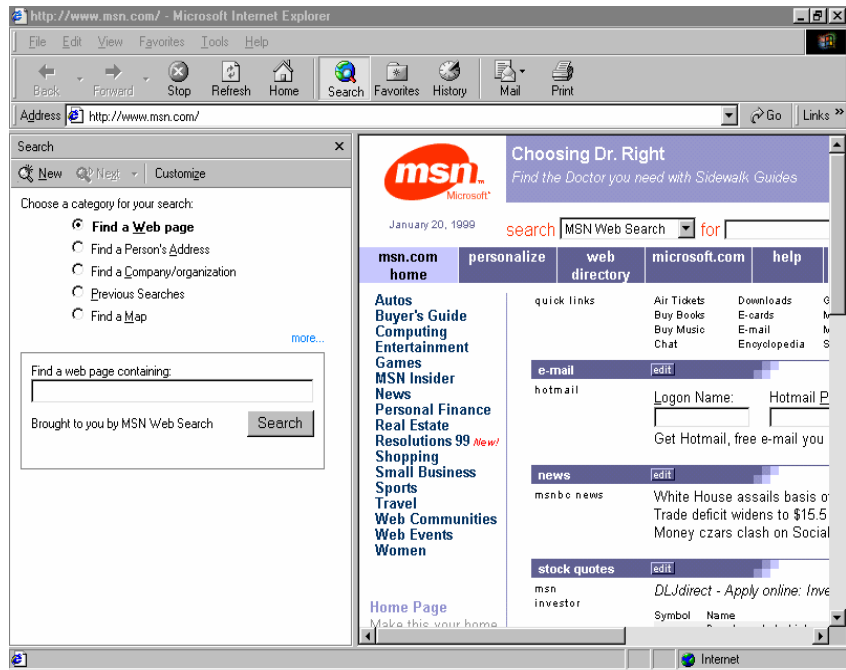 http://www.msn.com/ - Microsoft Internet Explorer
File Edit View Favorites Tools Help
Back Forward Stop Refresh Home Search Favorites History Mail Print
Address http://www.msn.com/ Go Links »
Search
New Next Customize
Choose a category for your search:
Find a Web page
Find a Person's Address
Find a Company/organization
Previous Searches
Find a Map
more...
Find a web page containing:
Brought to you by MSN Web Search Search
msn
Microsoft®
Choosing Dr. Right
Find the Doctor you need with Sidewalk Guides
January 20, 1999
search MSN Web Search for
msn.com home personalize web directory microsoft.com help
Autos
Buyer's Guide
Computing
Entertainment
Games
MSN Insider
News
Personal Finance
Real Estate
Resolutions 99 New!
Shopping
Small Business
Sports
Travel
Web Communities
Web Events
Women
Home Page
Make this your home
quick links
Air Tickets Downloads
Buy Books E-cards
Buy Music E-mail
Chat Encyclopedia
e-mail edit
hotmail
Logon Name: Hotmail P
Get Hotmail, free e-mail you
news edit
msnbc news
White House assails basis o
Trade deficit widens to $15.5
Money czars clash on Social
stock quotes edit
msn investor
DLJdirect - Apply online: Inve
Symbol Name
Internet